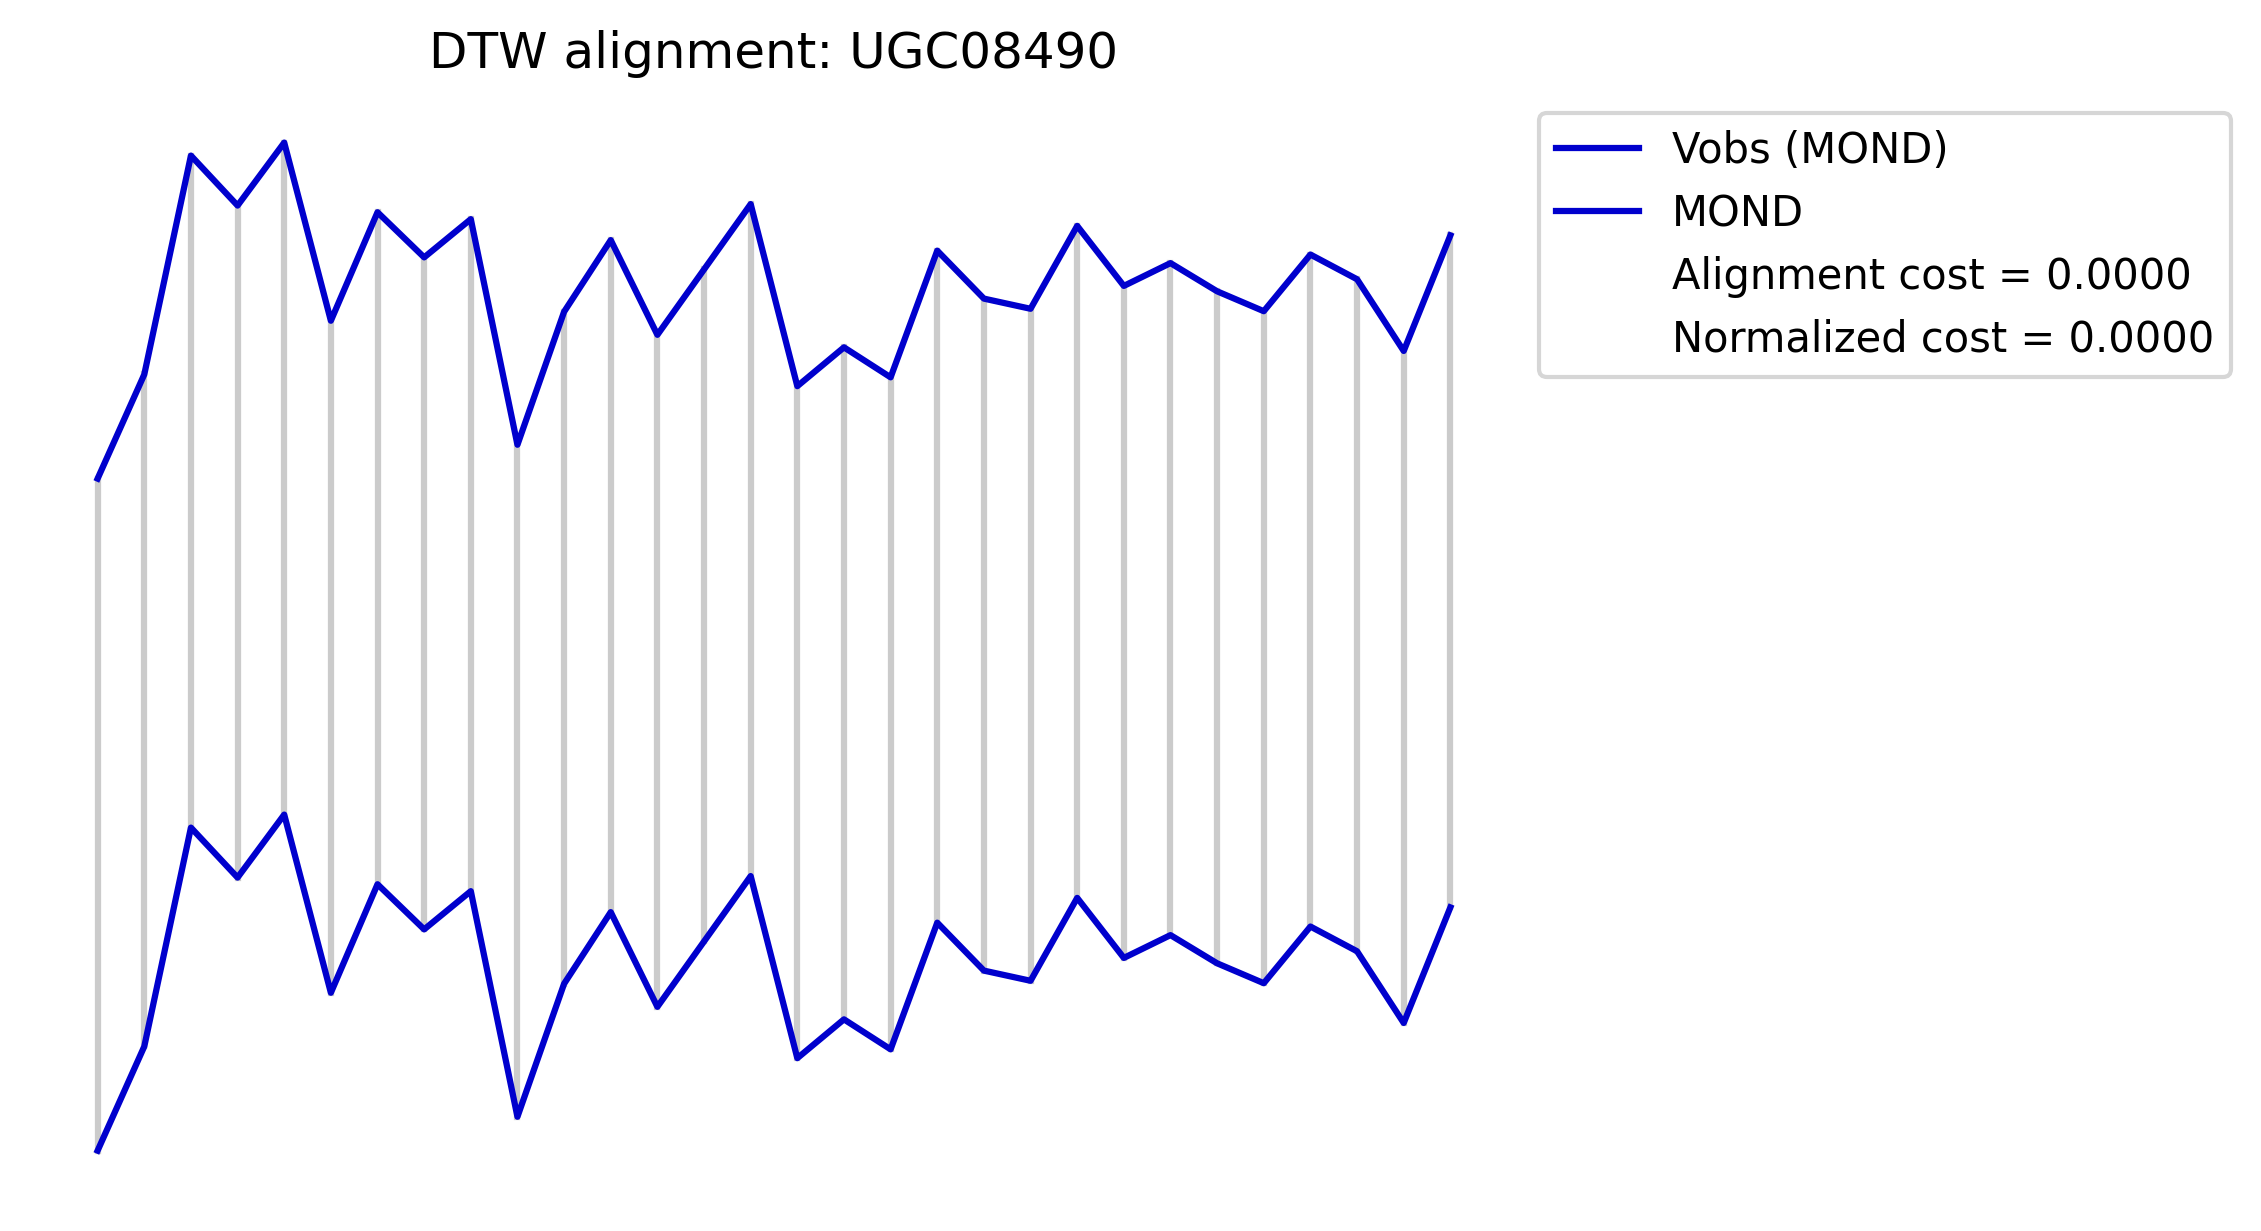 DTW alignment: UGC08490
Vobs (MOND)
MOND
Alignment cost = 0.0000
Normalized cost = 0.0000